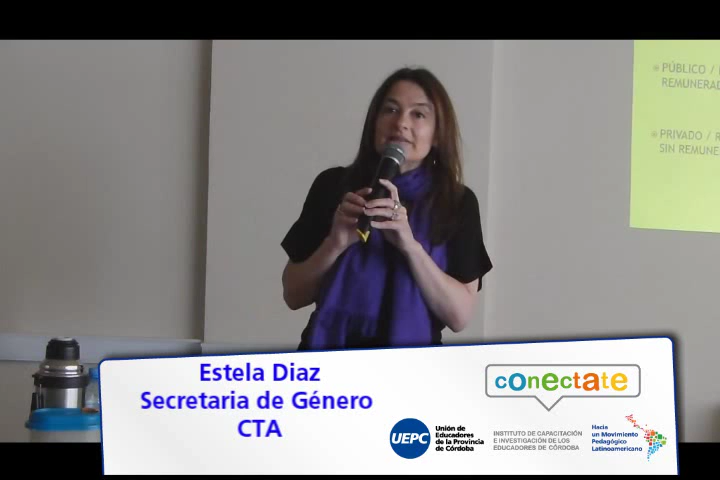 PÚBLICO /
REMUNERAD
PRIVADO /
SIN REMUNE
Estela Diaz
Secretaria de Género
CTA
conectate
UEPC
Unión de
Educadores
de la Provincia
de Córdoba
INSTITUTO DE CAPACITACIÓN
E INVESTIGACIÓN DE LOS
EDUCADORES DE CÓRDOBA
Hacia
un Movimiento
Pedagógico
Latinoamericano